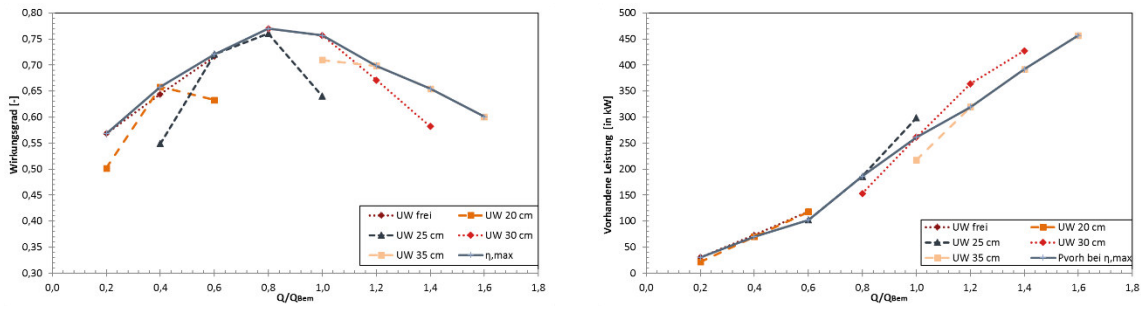 0,80
0,75
0,70
0,65
0,60
0,55
0,50
0,45
0,40
0,35
0,30
Wirkungsgrad [-]
0,0 0,2 0,4 0,6 0,8 1,0 1,2 1,4 1,6 1,8
Q/QBem
UW frei UW 20 cm
UW 25 cm UW 30 cm
UW 35 cm η,max
500
450
400
350
300
250
200
150
100
50
0
Vorhandene Leistung [in kW]
0,0 0,2 0,4 0,6 0,8 1,0 1,2 1,4 1,6 1,8
Q/QBem
UW frei UW 20 cm
UW 25 cm UW 30 cm
UW 35 cm Pvorh bei η,max